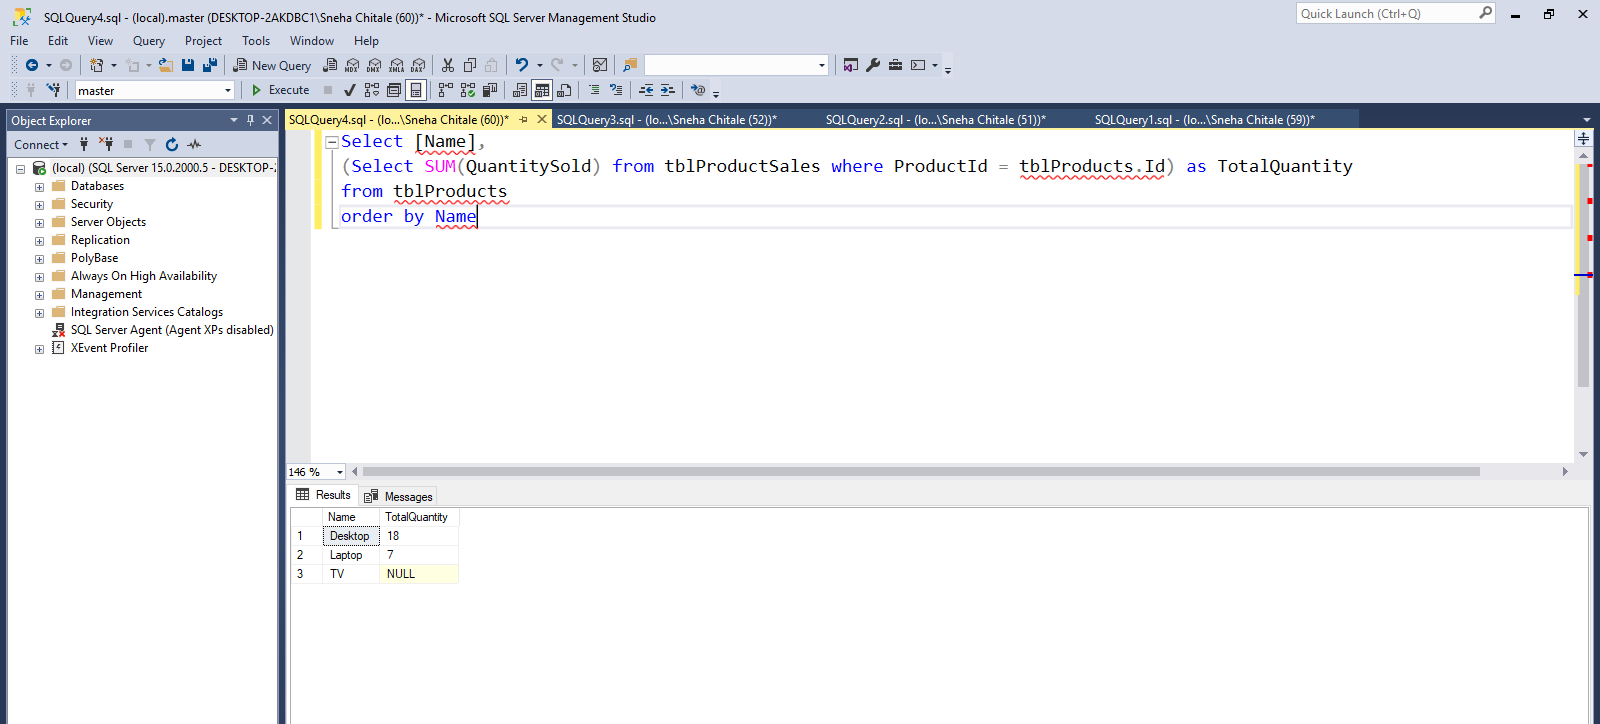 SQLQuery4.sql - (local).master (DESKTOP-2AKDBC1\Sneha Chitale (60))* - Microsoft SQL Server Management Studio
Quick Launch (Ctrl+Q)
File Edit View Query Project Tools Window Help
New Query MDX DMX XMLA DAX
master Execute
Object Explorer
SQLQuery4.sql - (lo...\Sneha Chitale (60))* SQLQuery3.sql - (lo...\Sneha Chitale (52))* SQLQuery2.sql - (lo...\Sneha Chitale (51))* SQLQuery1.sql - (lo...\Sneha Chitale (59))*
Connect
(local) (SQL Server 15.0.2000.5 - DESKTOP-2
Databases
Security
Server Objects
Replication
PolyBase
Always On High Availability
Management
Integration Services Catalogs
SQL Server Agent (Agent XPs disabled)
XEvent Profiler
Select [Name],
(Select SUM(QuantitySold) from tblProductSales where ProductId = tblProducts.Id) as TotalQuantity
from tblProducts
order by Name
146 %
Results Messages
Name TotalQuantity
1 Desktop 18
2 Laptop 7
3 TV NULL